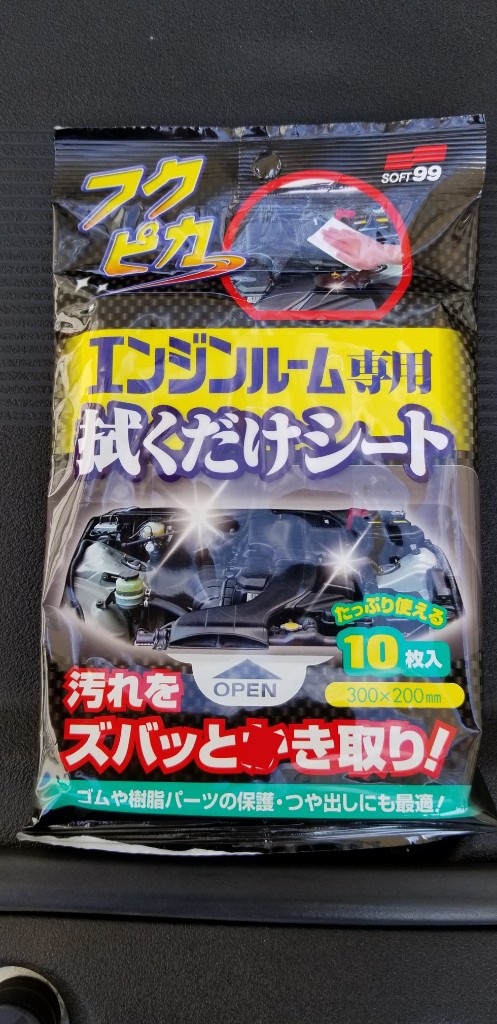 フクピカ
SOFT99
エンジンルーム専用
拭くだけシート
たっぷり使える
10枚入
300×200mm
OPEN
汚れを
ズバッと き取り!
ゴムや樹脂パーツの保護・つや出しにも最適!